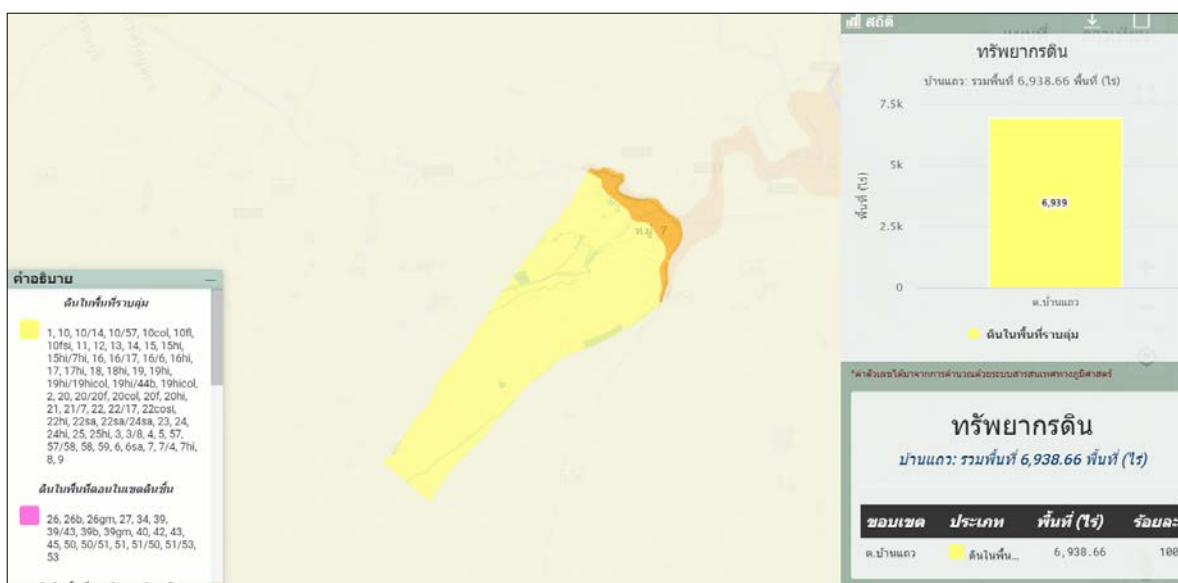 สถิติ
ทรัพยากรดิน
บ้านแถว: รวมพื้นที่ 6,938.66 พื้นที่ (ไร่)
7.5k
5k
2.5k
0
พื้นที่ (ไร่)
6,939
ต.บ้านแถว
ดินในพื้นที่ราบลุ่ม
*ค่าตัวเลขได้มาจากการคำนวณด้วยระบบสารสนเทศทางภูมิศาสตร์
ทรัพยากรดิน
บ้านแถว: รวมพื้นที่ 6,938.66 พื้นที่ (ไร่)
ขอบเขต ประเภท พื้นที่ (ไร่) ร้อยละ
ต.บ้านแถว ดินในพื้น... 6,938.66 100
หมู่ 7
คำอธิบาย
ดินในพื้นที่ราบลุ่ม
1, 10, 10/14, 10/57, 10col, 10fl,
10fsi, 11, 12, 13, 14, 15, 15hi,
15hi/7hi, 16, 16/17, 16/6, 16hi,
17, 17hi, 18, 18hi, 19, 19hi,
19hi/19hicol, 19hi/44b, 19hicol,
2, 20, 20/20f, 20col, 20f, 20hi,
21, 21/7, 22, 22/17, 22cosi,
22hi, 22sa, 22sa/24sa, 23, 24,
24hi, 25, 25hi, 3, 3/8, 4, 5, 57,
57/58, 58, 59, 6, 6sa, 7, 7/4, 7hi,
8, 9
ดินในพื้นที่ดอนในเขตดินชื้น
26, 26b, 26gm, 27, 34, 39,
39/43, 39b, 39gm, 40, 42, 43,
45, 50, 50/51, 51, 51/50, 51/53,
53